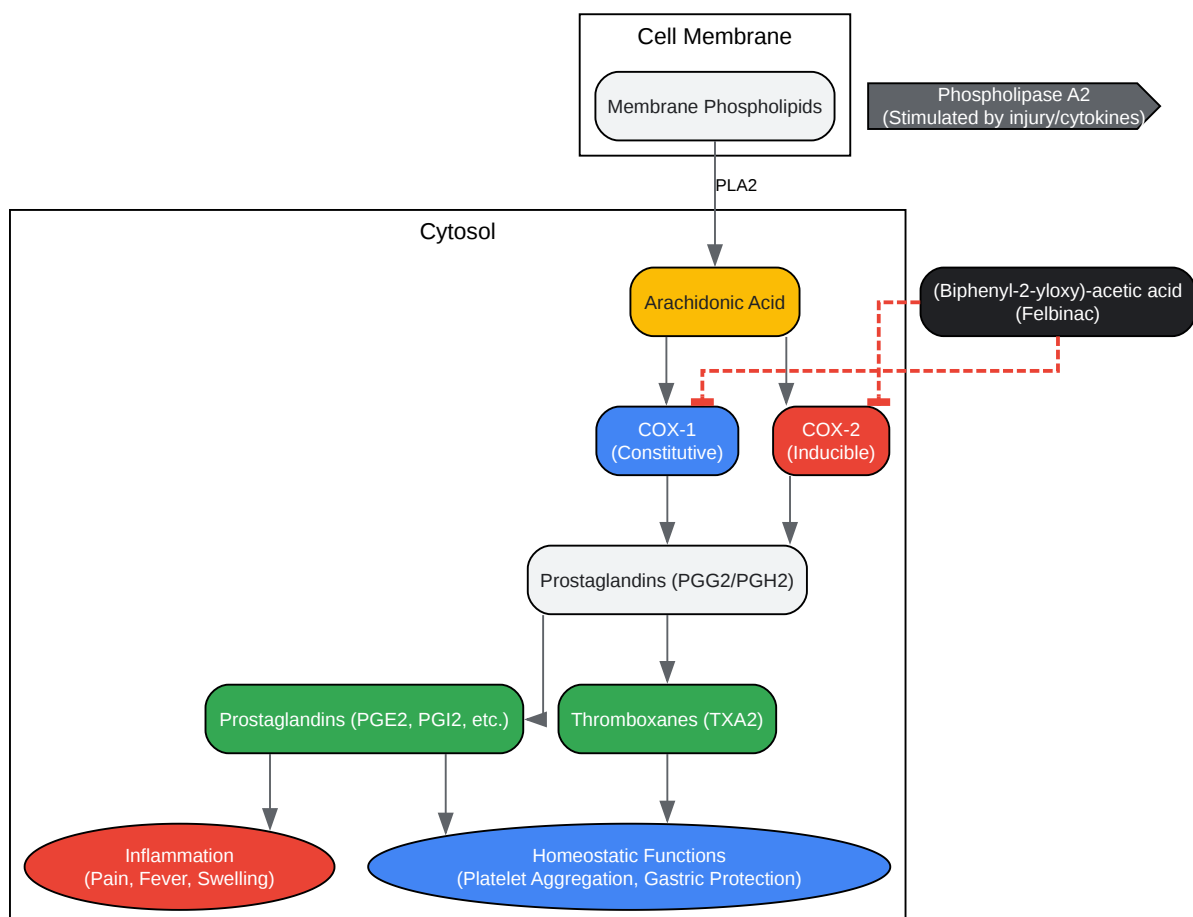 Cell Membrane
Membrane Phospholipids
Phospholipase A2
(Stimulated by injury/cytokines)
PLA2
Cytosol
Arachidonic Acid
(Biphenyl-2-yloxy)-acetic acid
(Felbinac)
COX-1
(Constitutive)
COX-2
(Inducible)
Prostaglandins (PGG2/PGH2)
Prostaglandins (PGE2, PGI2, etc.)
Thromboxanes (TXA2)
Inflammation
(Pain, Fever, Swelling)
Homeostatic Functions
(Platelet Aggregation, Gastric Protection)